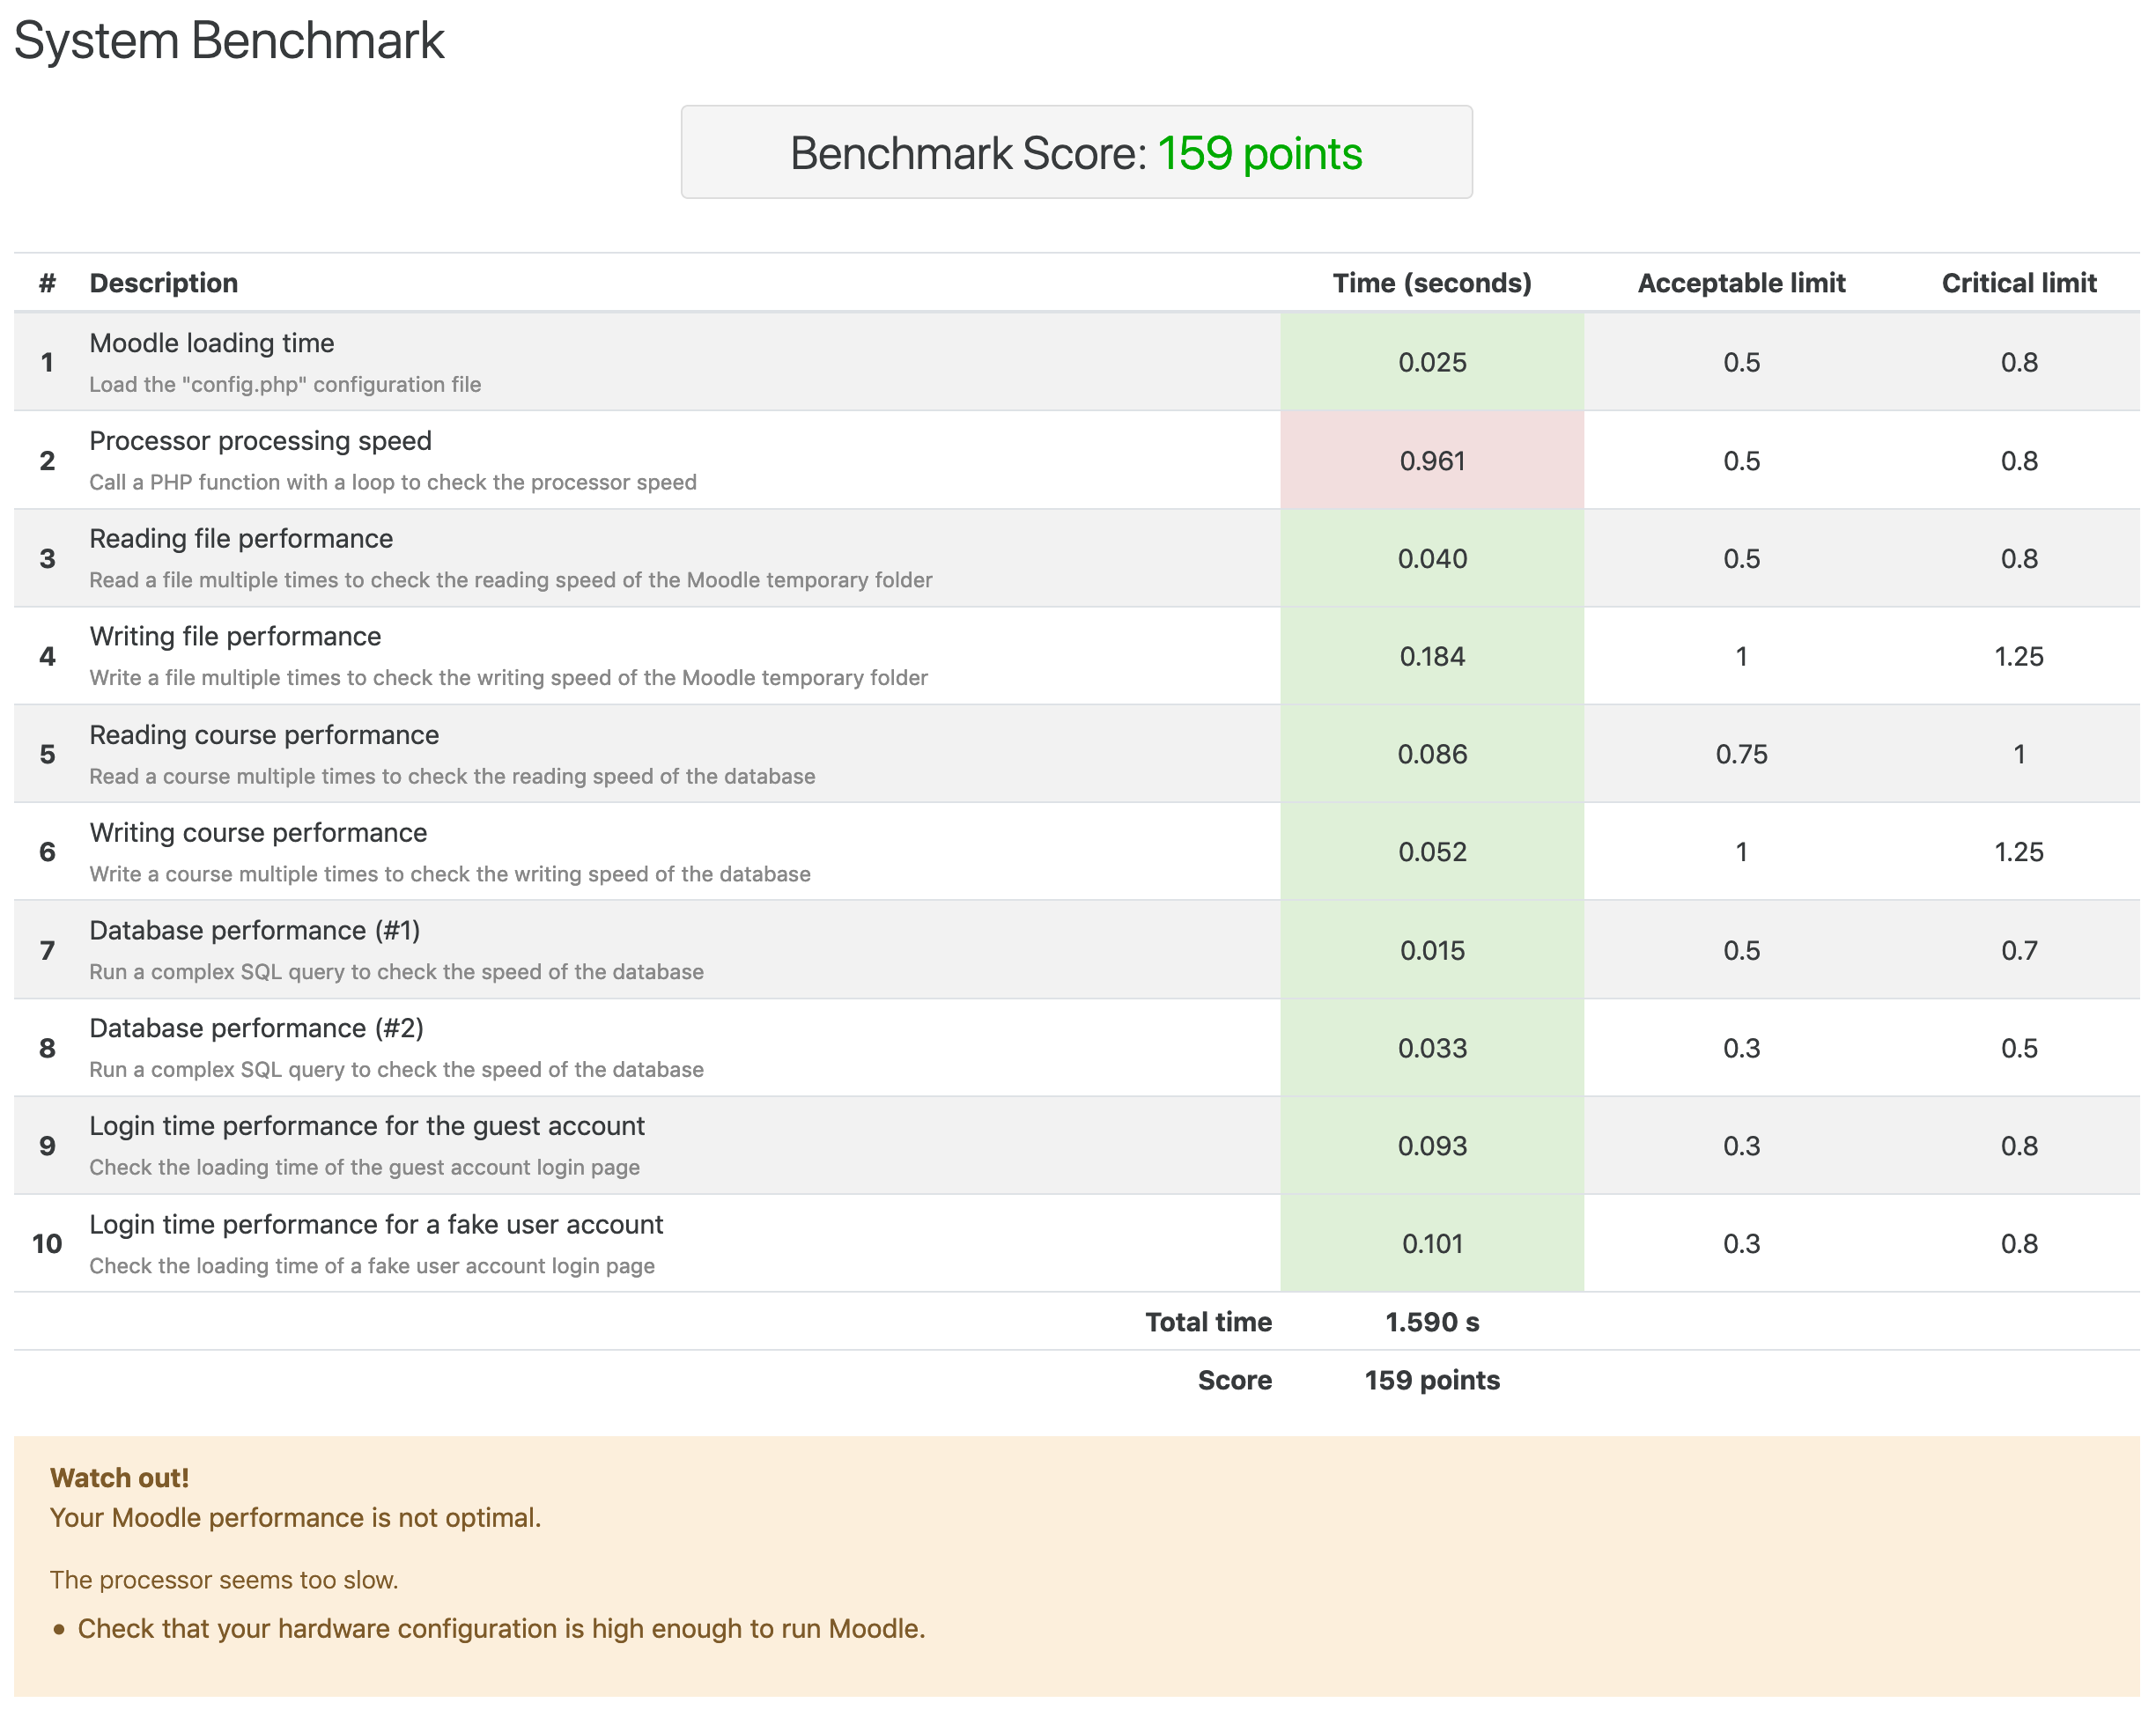 System Benchmark
Benchmark Score: 159 points
# Description Time (seconds) Acceptable limit Critical limit
1 Moodle loading time 0.025 0.5 0.8
Load the "config.php" configuration file
2 Processor processing speed 0.961 0.5 0.8
Call a PHP function with a loop to check the processor speed
3 Reading file performance 0.040 0.5 0.8
Read a file multiple times to check the reading speed of the Moodle temporary folder
4 Writing file performance 0.184 1 1.25
Write a file multiple times to check the writing speed of the Moodle temporary folder
5 Reading course performance 0.086 0.75 1
Read a course multiple times to check the reading speed of the database
6 Writing course performance 0.052 1 1.25
Write a course multiple times to check the writing speed of the database
7 Database performance (#1) 0.015 0.5 0.7
Run a complex SQL query to check the speed of the database
8 Database performance (#2) 0.033 0.3 0.5
Run a complex SQL query to check the speed of the database
9 Login time performance for the guest account 0.093 0.3 0.8
Check the loading time of the guest account login page
10 Login time performance for a fake user account 0.101 0.3 0.8
Check the loading time of a fake user account login page
Total time 1.590 s
Score 159 points
Watch out!
Your Moodle performance is not optimal.
The processor seems too slow.
• Check that your hardware configuration is high enough to run Moodle.